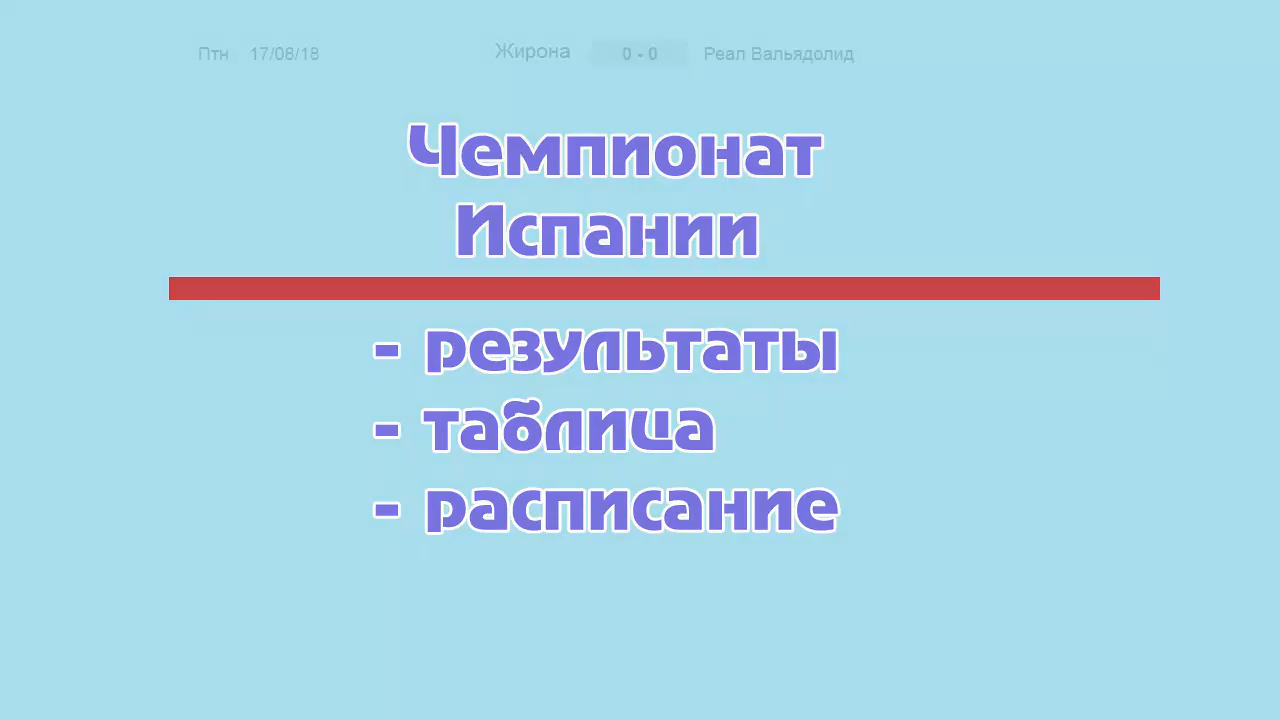 Птн 17/08/18 Жирона 0 - 0 Реал Вальядолид
Чемпионат
Испании
- результаты
- таблица
- расписание